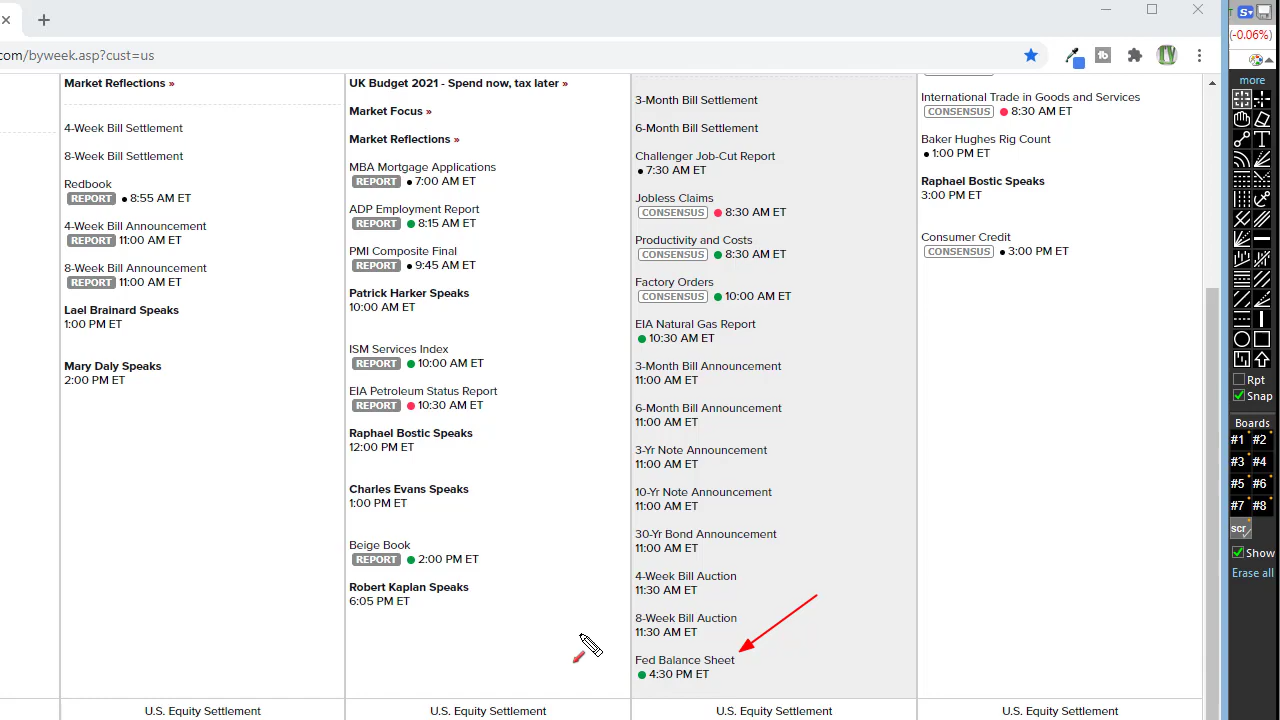 com/byweek.asp?cust=us
Market Reflections »
4-Week Bill Settlement
8-Week Bill Settlement
Redbook
REPORT 8:55 AM ET
4-Week Bill Announcement
REPORT 11:00 AM ET
8-Week Bill Announcement
REPORT 11:00 AM ET
Lael Brainard Speaks
1:00 PM ET
Mary Daly Speaks
2:00 PM ET
U.S. Equity Settlement
UK Budget 2021 - Spend now, tax later »
Market Focus »
Market Reflections »
MBA Mortgage Applications
REPORT 7:00 AM ET
ADP Employment Report
REPORT 8:15 AM ET
PMI Composite Final
REPORT 9:45 AM ET
Patrick Harker Speaks
10:00 AM ET
ISM Services Index
REPORT 10:00 AM ET
EIA Petroleum Status Report
REPORT 10:30 AM ET
Raphael Bostic Speaks
12:00 PM ET
Charles Evans Speaks
1:00 PM ET
Beige Book
REPORT 2:00 PM ET
Robert Kaplan Speaks
6:05 PM ET
U.S. Equity Settlement
3-Month Bill Settlement
6-Month Bill Settlement
Challenger Job-Cut Report
7:30 AM ET
Jobless Claims
CONSENSUS 8:30 AM ET
Productivity and Costs
CONSENSUS 8:30 AM ET
Factory Orders
CONSENSUS 10:00 AM ET
EIA Natural Gas Report
10:30 AM ET
3-Month Bill Announcement
11:00 AM ET
6-Month Bill Announcement
11:00 AM ET
3-Yr Note Announcement
11:00 AM ET
10-Yr Note Announcement
11:00 AM ET
30-Yr Bond Announcement
11:00 AM ET
4-Week Bill Auction
11:30 AM ET
8-Week Bill Auction
11:30 AM ET
Fed Balance Sheet
4:30 PM ET
U.S. Equity Settlement
International Trade in Goods and Services
CONSENSUS 8:30 AM ET
Baker Hughes Rig Count
1:00 PM ET
Raphael Bostic Speaks
3:00 PM ET
Consumer Credit
CONSENSUS 3:00 PM ET
U.S. Equity Settlement
(-0.06%)
more
Rpt
Snap
Boards
#1 #2
#3 #4
#5 #6
#7 #8
scr
Show
Erase all